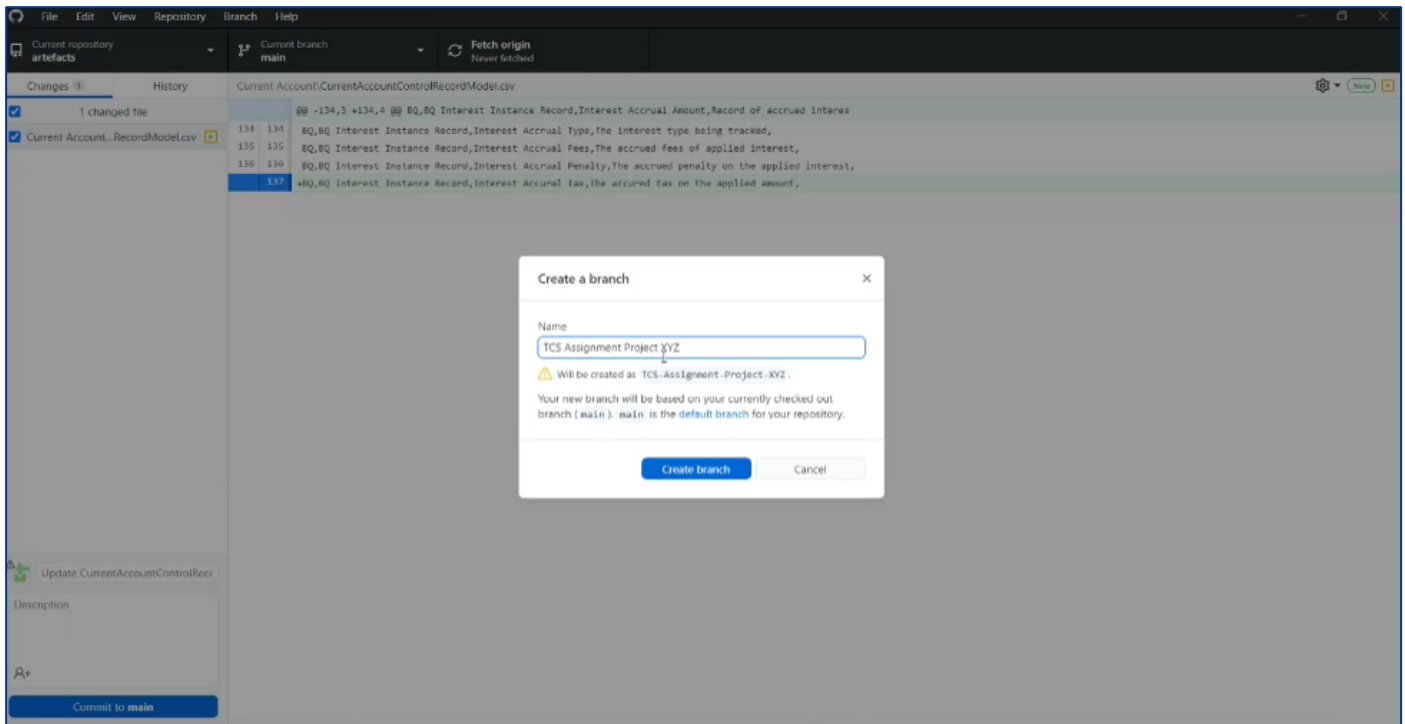 File Edit View Repository Branch Help
Current repository
artefacts
Current branch
main
Fetch origin
Never fetched
Changes 1 History
Current Account\CurrentAccountControlRecordModel.csv
New
1 changed file
@@ -134,3 +134,4 @@ BQ,BQ Interest Instance Record,Interest Accrual Amount,Record of accrued interes
Current Account...RecordModel.csv
134 134 BQ,BQ Interest Instance Record,Interest Accrual Type,The interest type being tracked,
135 135 BQ,BQ Interest Instance Record,Interest Accrual Fees,The accrued fees of applied interest,
136 136 BQ,BQ Interest Instance Record,Interest Accrual Penalty,The accrued penalty on the applied interest,
137 +BQ,BQ Interest Instance Record,Interest Accural Tax,The accured tax on the applied amount,
Create a branch
Name
TCS Assignment Project XYZ
Will be created as TCS-Assignment-Project-XYZ.
Your new branch will be based on your currently checked out
branch (main). main is the default branch for your repository.
Create branch Cancel
Update CurrentAccountControlReco
Description
Commit to main